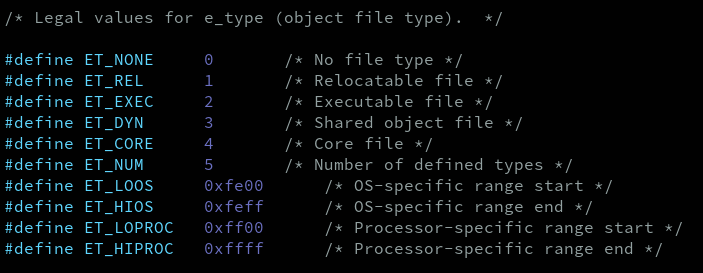 /* Legal values for e_type (object file type).  */
#define ET_NONE     0       /* No file type */
#define ET_REL      1       /* Relocatable file */
#define ET_EXEC     2       /* Executable file */
#define ET_DYN      3       /* Shared object file */
#define ET_CORE     4       /* Core file */
#define ET_NUM      5       /* Number of defined types */
#define ET_LOOS     0xfe00      /* OS-specific range start */
#define ET_HIOS     0xfeff      /* OS-specific range end */
#define ET_LOPROC   0xff00      /* Processor-specific range start */
#define ET_HIPROC   0xffff      /* Processor-specific range end */